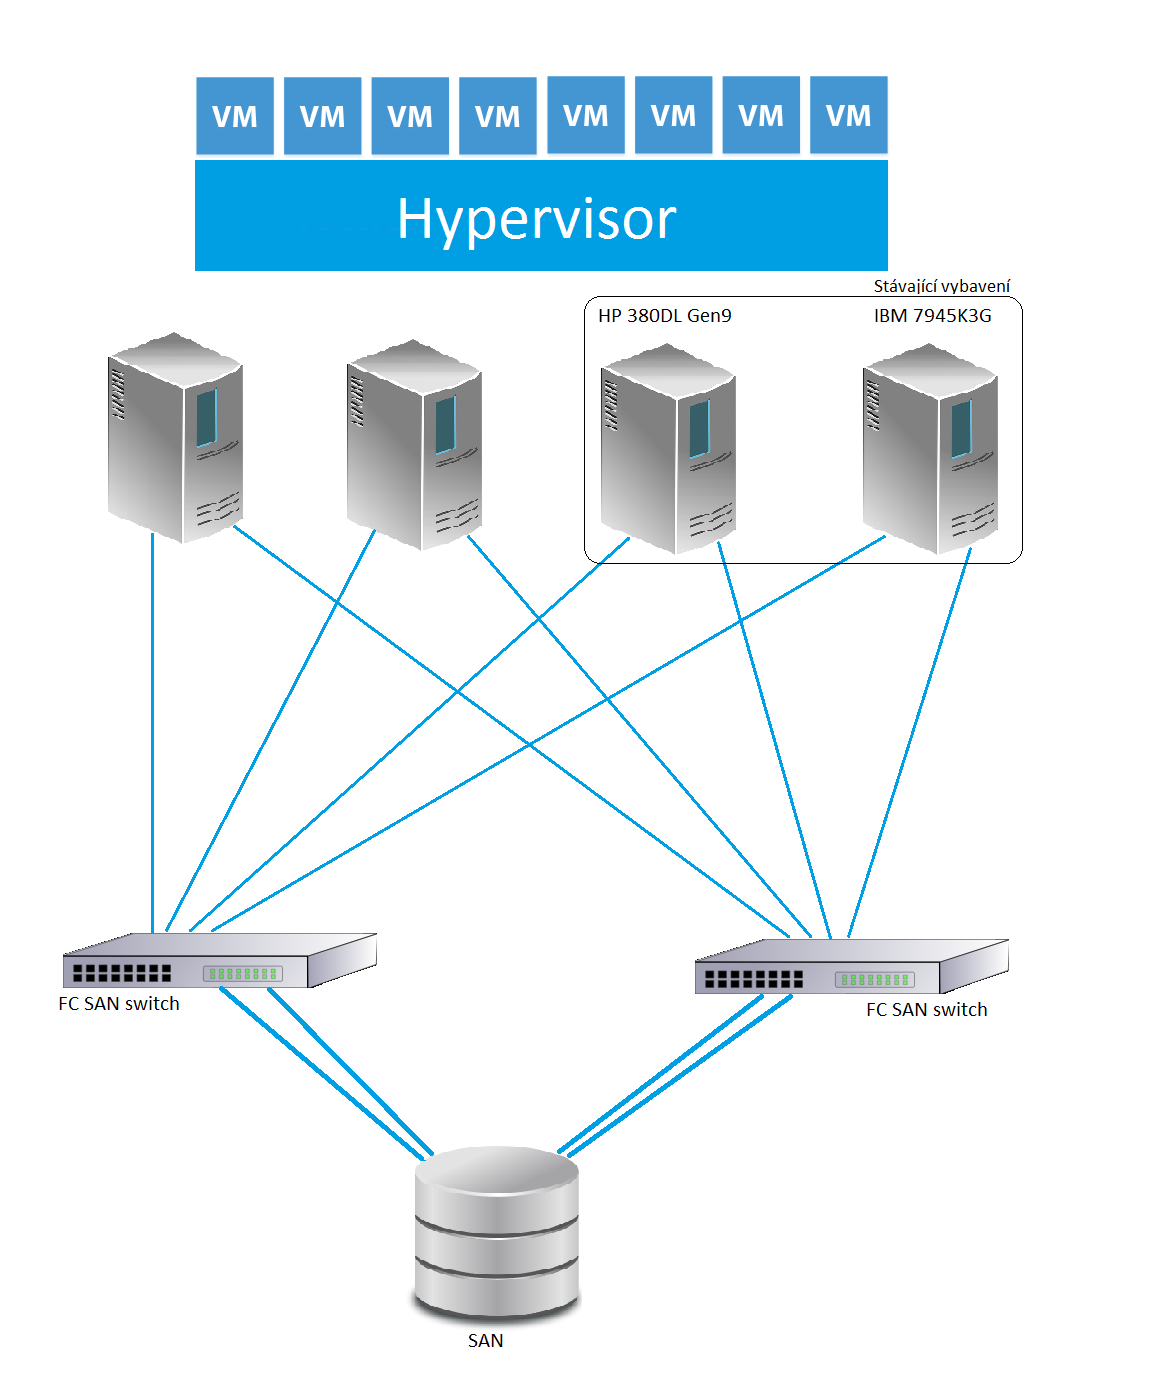 VM VM VM VM VM VM VM VM
Hypervisor
Stávající vybavení
HP 380DL Gen9
IBM 7945K3G
FC SAN switch
FC SAN switch
SAN